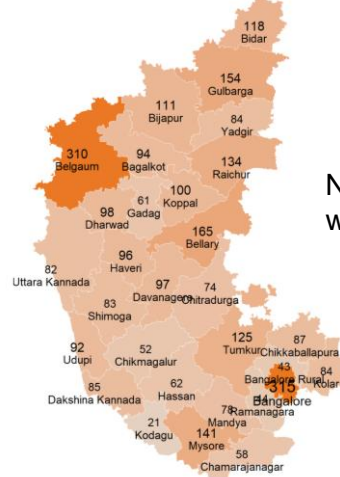 118
Bidar
154
Gulbarga
111
Bijapur
84
Yadgir
310
Belgaum
94
Bagalkot
134
Raichur
100
Koppal
61
Gadag
98
Dharwad
165
Bellary
96
Haveri
82
Uttara Kannada
97
Davanagere
74
Chitradurga
83
Shimoga
125
Tumkur
87
Chikkaballapura
92
Udupi
52
Chikmagalur
43
Bangalore Rural
84
Kolar
315
Bangalore
85
Dakshina Kannada
62
Hassan
Ramanagara
78
Mandya
21
Kodagu
141
Mysore
58
Chamarajanagar
N
w